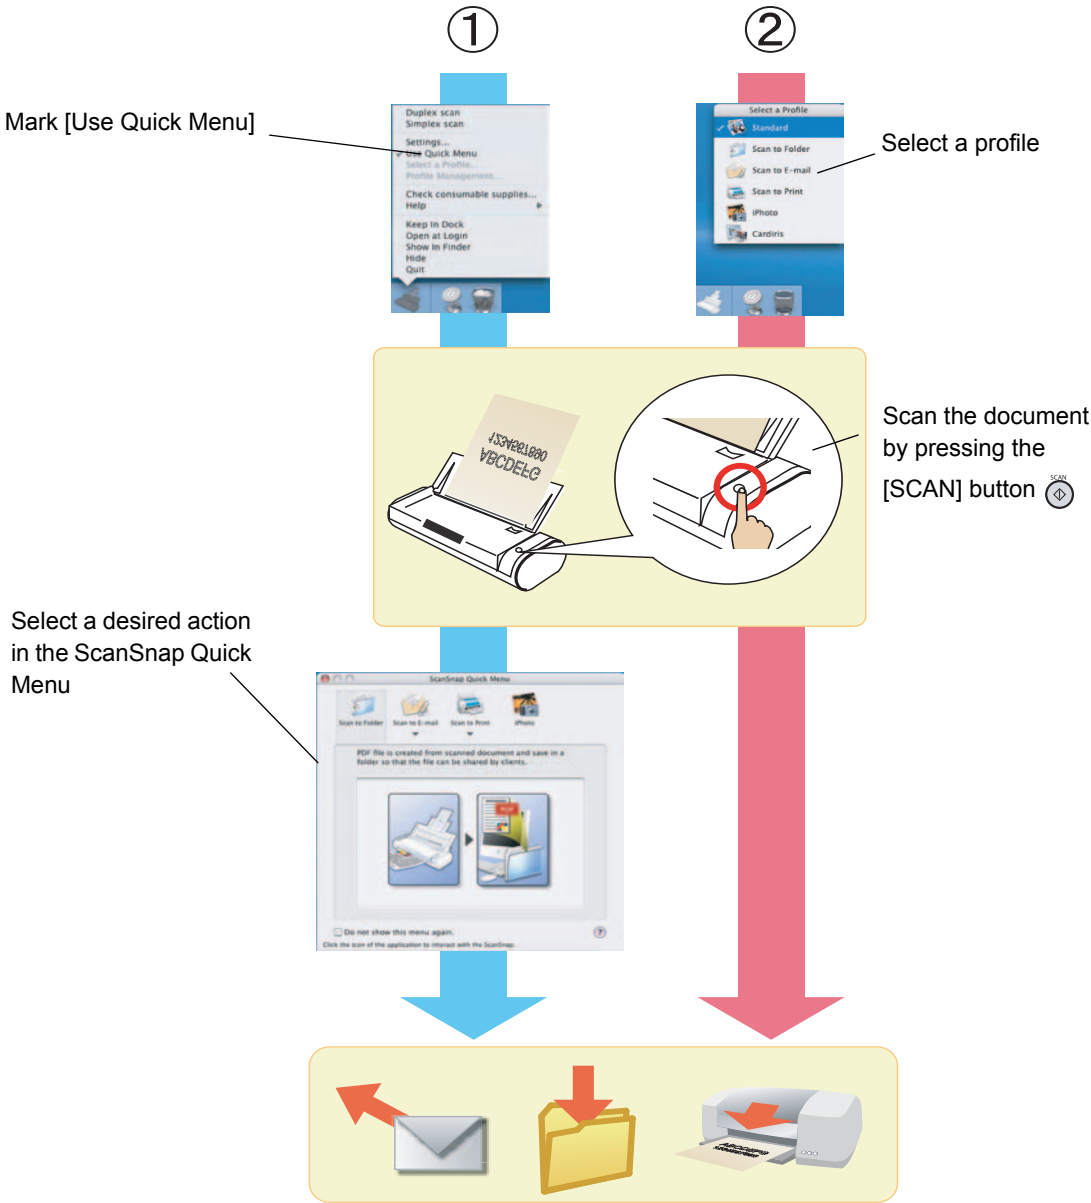 ①
②
Mark [Use Quick Menu]
Duplex scan
Simplex scan
Settings...
✓ Use Quick Menu
Select a Profile...
Profile Management...
Check consumable supplies...
Help
Keep In Dock
Open at Login
Show In Finder
Hide
Quit
Select a Profile
✓ Standard
Scan to Folder
Scan to E-mail
Scan to Print
iPhoto
Cardiris
Select a profile
1234567890
ABCDEFG
Scan the document
by pressing the
SCAN
[SCAN] button
Select a desired action
in the ScanSnap Quick
Menu
ScanSnap Quick Menu
Scan to Folder
Scan to E-mail
Scan to Print
iPhoto
PDF file is created from scanned document and save in a
folder so that the file can be shared by clients.
Do not show this menu again.
?
Click the icon of the application to interact with the ScanSnap.